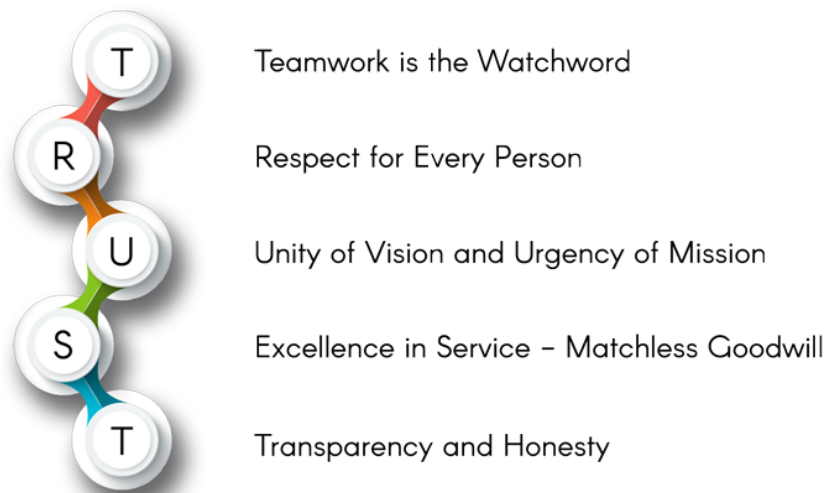 T Teamwork is the Watchword
R Respect for Every Person
U Unity of Vision and Urgency of Mission
S Excellence in Service – Matchless Goodwill
T Transparency and Honesty